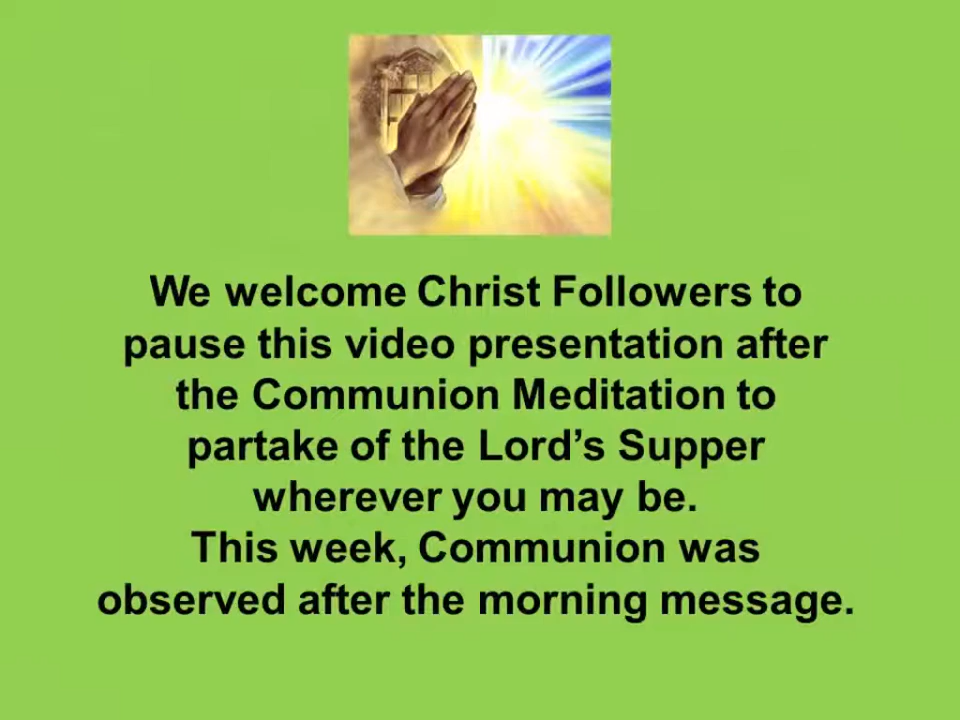 We welcome Christ Followers to
pause this video presentation after
the Communion Meditation to
partake of the Lord’s Supper
wherever you may be.
This week, Communion was
observed after the morning message.